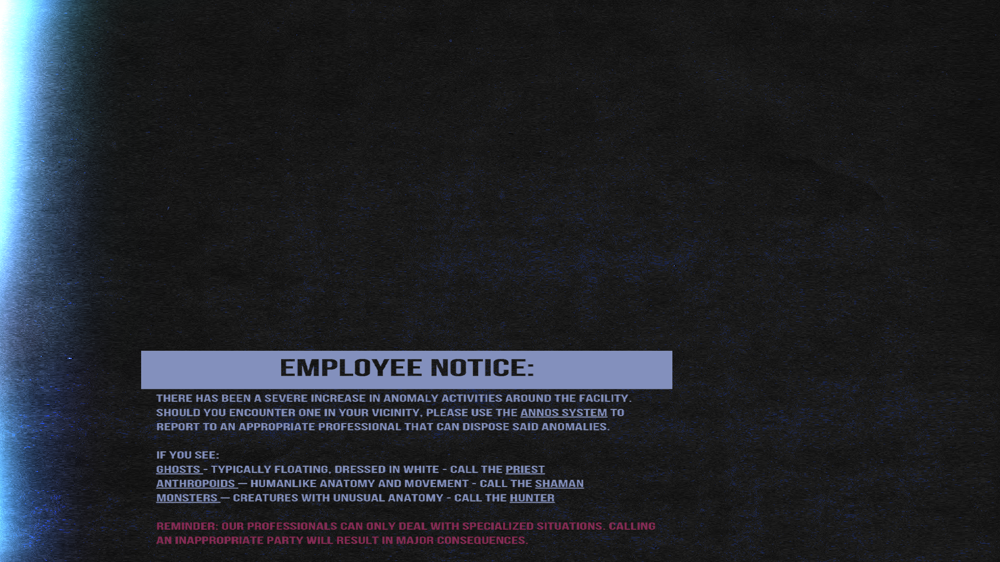 EMPLOYEE NOTICE:
THERE HAS BEEN A SEVERE INCREASE IN ANOMALY ACTIVITIES AROUND THE FACILITY.
SHOULD YOU ENCOUNTER ONE IN YOUR VICINITY, PLEASE USE THE ANNOS SYSTEM TO
REPORT TO AN APPROPRIATE PROFESSIONAL THAT CAN DISPOSE SAID ANOMALIES.
IF YOU SEE:
GHOSTS - TYPICALLY FLOATING, DRESSED IN WHITE - CALL THE PRIEST
ANTHROPOIDS — HUMANLIKE ANATOMY AND MOVEMENT - CALL THE SHAMAN
MONSTERS — CREATURES WITH UNUSUAL ANATOMY - CALL THE HUNTER
REMINDER: OUR PROFESSIONALS CAN ONLY DEAL WITH SPECIALIZED SITUATIONS. CALLING
AN INAPPROPRIATE PARTY WILL RESULT IN MAJOR CONSEQUENCES.